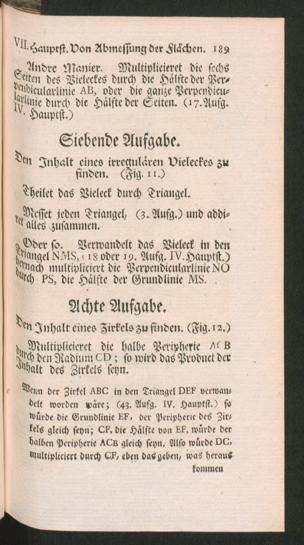 VII. Hauptst. Von Abmessung der Flächen. 189
Andre Manier. Multiplicieret die sechs
Seiten des Vieleckes durch die Hälfte der Per-
pendicularlinie AB, oder die ganze Perpendicu-
larlinie durch die Hälfte der Seiten. (17. Aufg.
IV. Hauptst.)
Siebende Aufgabe.
Den Inhalt eines irregulären Vieleckes zu
finden. (Fig. 11.)
Theilet das Vieleck durch Triangel.
Messet jeden Triangel, (3. Aufg.) und addi-
ret alles zusammen.
Oder so. Verwandelt das Vieleck in den
Triangel NMS, (18 oder 19. Aufg. IV. Hauptst.)
hernach multiplicieret die Perpendicularlinie NO
durch PS, die Hälfte der Grundlinie MS.
Achte Aufgabe.
Den Inhalt eines Zirkels zu finden. (Fig. 12.)
Multiplicieret die halbe Peripherie ACB
durch den Radium CD; so wird das Product der
Inhalt des Zirkels seyn.
Wenn der Zirkel ABC in den Triangel DEF verwan-
delt worden wäre; (43. Aufg. IV. Hauptst.) so
würde die Grundlinie EF, der Peripherie des Zir-
kels gleich seyn; CF, die Hälfte von EF, würde der
halben Peripherie ACB gleich seyn. Also würde DC,
multipliciert durch CF, eben das geben, was heraus
kommen